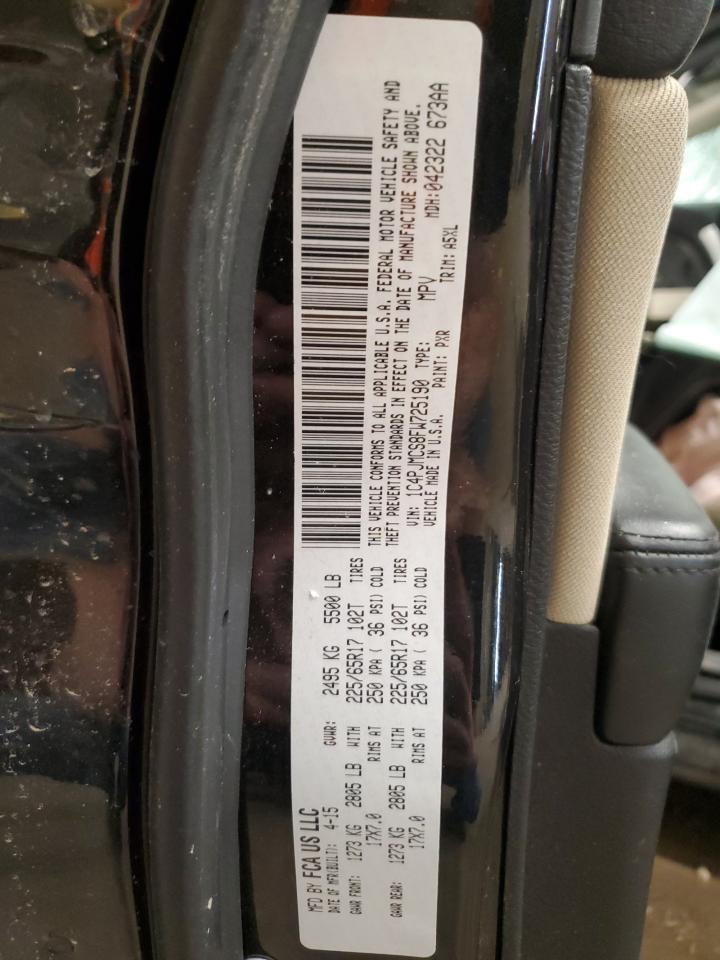 MFD BY FCA US LLC
DATE OF MFR(BUILT): 4-15 GVWR: 2495 KG 5500 LB
GAWR FRONT: 1273 KG 2805 LB WITH 225/65R17 102T TIRES
17X7.0 RIMS AT 250 KPA ( 36 PSI) COLD
GAWR REAR: 1273 KG 2805 LB WITH 225/65R17 102T TIRES
17X7.0 RIMS AT 250 KPA ( 36 PSI) COLD
THIS VEHICLE CONFORMS TO ALL APPLICABLE U.S.A. FEDERAL MOTOR VEHICLE SAFETY AND
THEFT PREVENTION STANDARDS IN EFFECT ON THE DATE OF MANUFACTURE SHOWN ABOVE.
VIN: 1C4PJMCS8FW725190 TYPE: MPV MDH:042322 673AA
VEHICLE MADE IN U.S.A. PAINT: PXR TRIM: A5XL